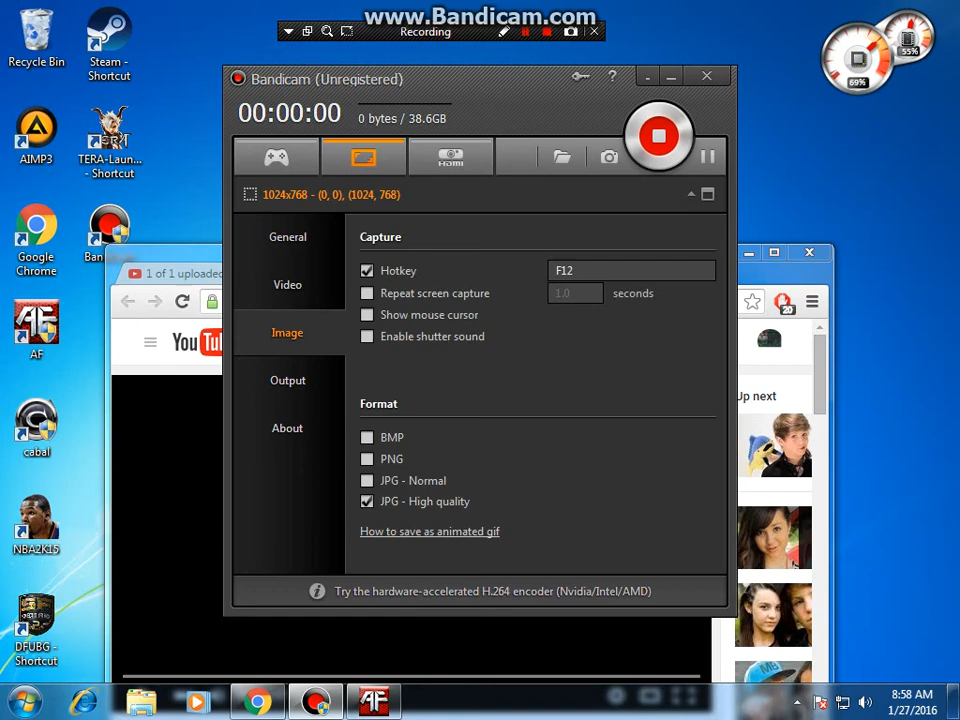 www.Bandicam.com
Recording
Recycle Bin
Steam -
Shortcut
55%
69%
Bandicam (Unregistered)
?
00:00:00
0 bytes / 38.6GB
HDMI
AIMP3
TERA-Laun...
- Shortcut
1024x768 - (0, 0), (1024, 768)
Google
Chrome
General
Video
Image
Output
About
Capture
Hotkey
F12
Repeat screen capture
1.0
seconds
Show mouse cursor
Enable shutter sound
Format
BMP
PNG
JPG - Normal
JPG - High quality
How to save as animated gif
Try the hardware-accelerated H.264 encoder (Nvidia/Intel/AMD)
1 of 1 uploaded
20
Up next
AF
AF
cabal
NBA2K15
DFUBG -
Shortcut
AF
8:58 AM
1/27/2016